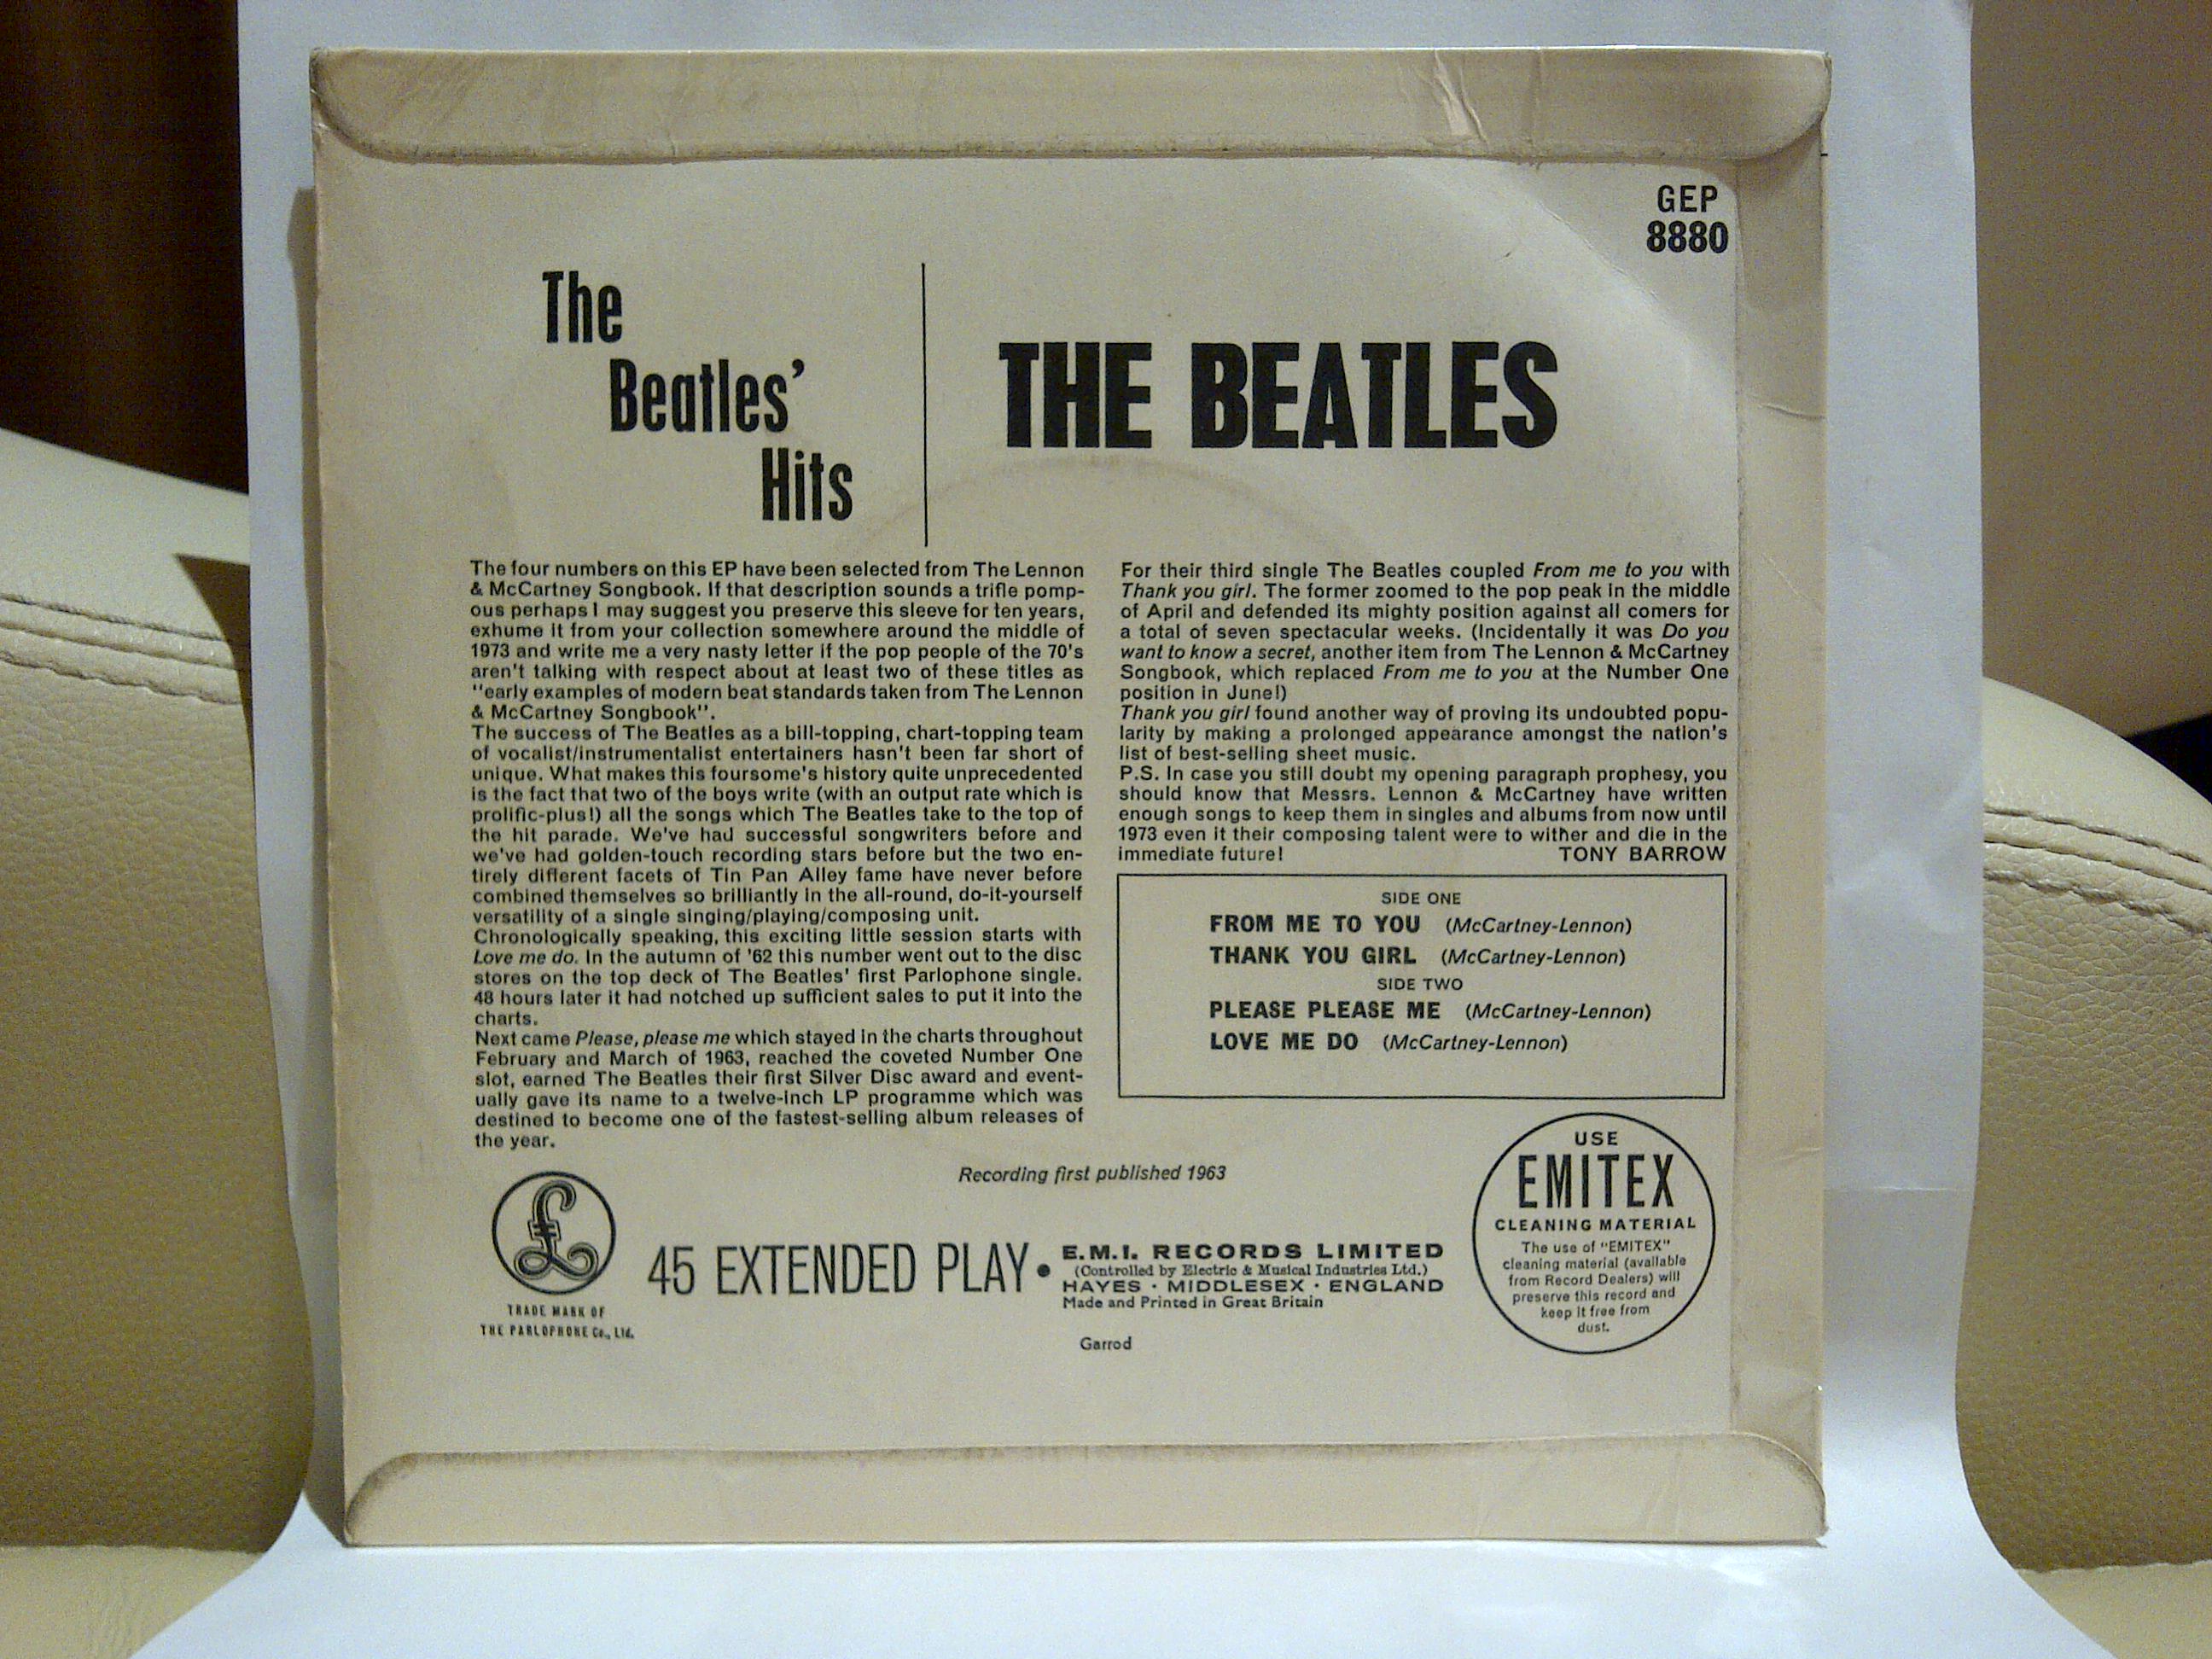 GEP
8880
The
Beatles'
Hits
THE BEATLES
The four numbers on this EP have been selected from The Lennon
& McCartney Songbook. If that description sounds a trifle pomp-
ous perhaps I may suggest you preserve this sleeve for ten years,
exhume it from your collection somewhere around the middle of
1973 and write me a very nasty letter if the pop people of the 70's
aren't talking with respect about at least two of these titles as
"early examples of modern beat standards taken from The Lennon
& McCartney Songbook".
The success of The Beatles as a bill-topping, chart-topping team
of vocalist/instrumentalist entertainers hasn't been far short of
unique. What makes this foursome's history quite unprecedented
is the fact that two of the boys write (with an output rate which is
prolific-plus!) all the songs which The Beatles take to the top of
the hit parade. We've had successful songwriters before and
we've had golden-touch recording stars before but the two en-
tirely different facets of Tin Pan Alley fame have never before
combined themselves so brilliantly in the all-round, do-it-yourself
versatility of a single singing/playing/composing unit.
Chronologically speaking, this exciting little session starts with
Love me do. In the autumn of '62 this number went out to the disc
stores on the top deck of The Beatles' first Parlophone single.
48 hours later it had notched up sufficient sales to put it into the
charts.
Next came Please, please me which stayed in the charts throughout
February and March of 1963, reached the coveted Number One
slot, earned The Beatles their first Silver Disc award and event-
ually gave its name to a twelve-inch LP programme which was
destined to become one of the fastest-selling album releases of
the year.
For their third single The Beatles coupled From me to you with
Thank you girl. The former zoomed to the pop peak in the middle
of April and defended its mighty position against all comers for
a total of seven spectacular weeks. (Incidentally it was Do you
want to know a secret, another item from The Lennon & McCartney
Songbook, which replaced From me to you at the Number One
position in June!)
Thank you girl found another way of proving its undoubted popu-
larity by making a prolonged appearance amongst the nation's
list of best-selling sheet music.
P.S. In case you still doubt my opening paragraph prophesy, you
should know that Messrs. Lennon & McCartney have written
enough songs to keep them in singles and albums from now until
1973 even it their composing talent were to wither and die in the
immediate future! TONY BARROW
SIDE ONE
FROM ME TO YOU (McCartney-Lennon)
THANK YOU GIRL (McCartney-Lennon)
SIDE TWO
PLEASE PLEASE ME (McCartney-Lennon)
LOVE ME DO (McCartney-Lennon)
Recording first published 1963
£
TRADE MARK OF
THE PARLOPHONE Co., Ltd.
45 EXTENDED PLAY •
E.M.I. RECORDS LIMITED
(Controlled by Electric & Musical Industries Ltd.)
HAYES · MIDDLESEX · ENGLAND
Made and Printed in Great Britain
Garrod
USE
EMITEX
CLEANING MATERIAL
The use of "EMITEX"
cleaning material (available
from Record Dealers) will
preserve this record and
keep it free from
dust.